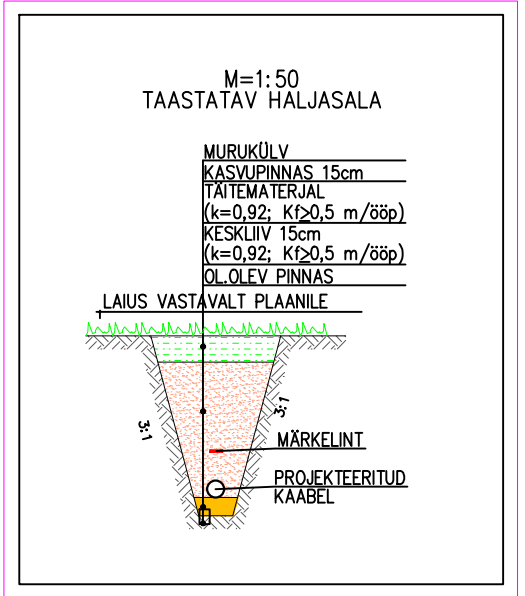 M=1:50
TAASTATAV HALJASALA
MURUKÜLV
KASVUPINNAS 15cm
TÄITEMATERJAL
(k=0,92; Kf≥0,5 m/ööp)
KESKLIIV 15cm
(k=0,92; Kf≥0,5 m/ööp)
OL.OLEV PINNAS
LAIUS VASTAVALT PLAANILE
3:1
3:1
MÄRKELINT
PROJEKTEERITUD
KAABEL